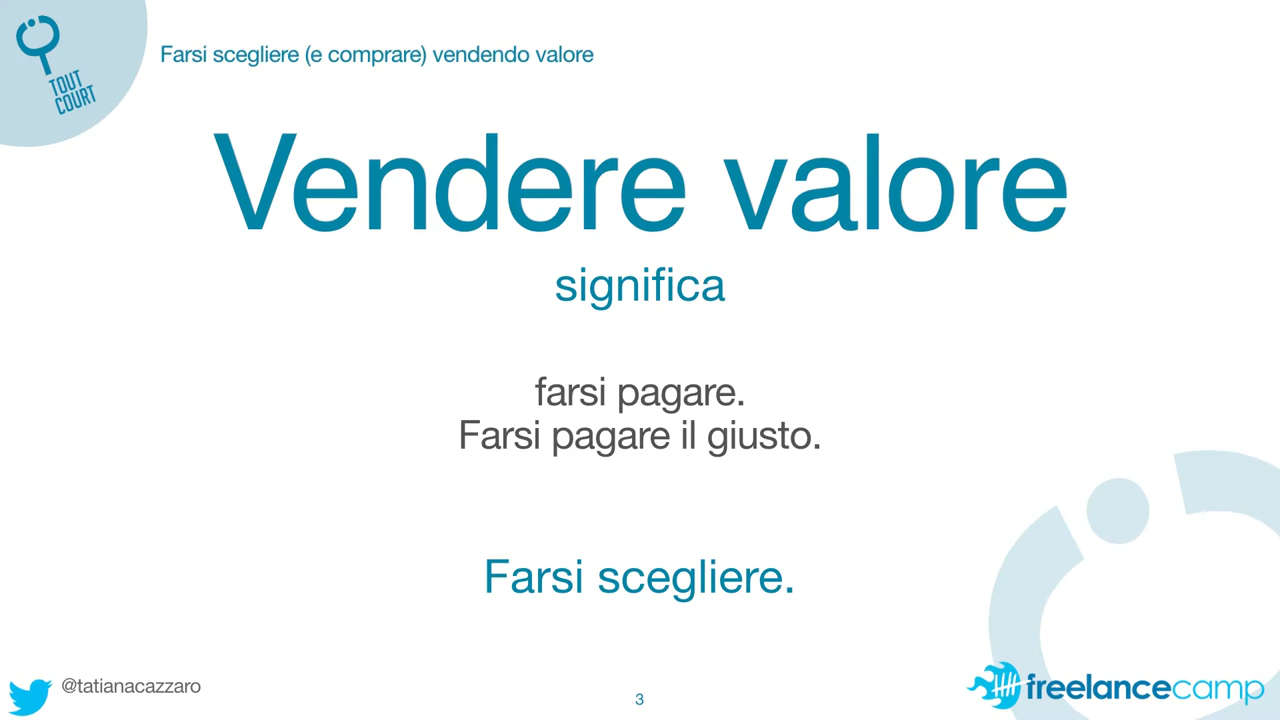 TOUT
COURT
Farsi scegliere (e comprare) vendendo valore
Vendere valore
significa
farsi pagare.
Farsi pagare il giusto.
Farsi scegliere.
@tatianacazzaro
3
freelancecamp